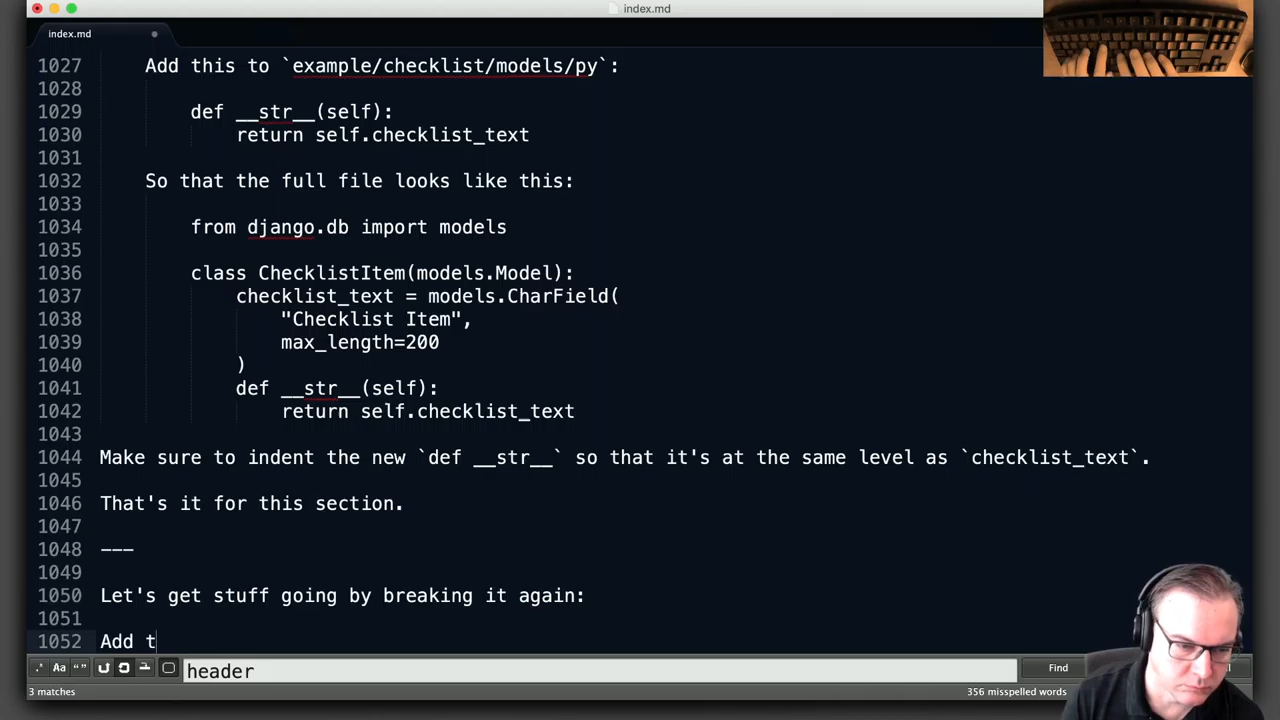 index.md
index.md
1027 Add this to `example/checklist/models/py`:
1028
1029 def __str__(self):
1030 return self.checklist_text
1031
1032 So that the full file looks like this:
1033
1034 from django.db import models
1035
1036 class ChecklistItem(models.Model):
1037 checklist_text = models.CharField(
1038 "Checklist Item",
1039 max_length=200
1040 )
1041 def __str__(self):
1042 return self.checklist_text
1043
1044 Make sure to indent the new `def __str__` so that it's at the same level as `checklist_text`.
1045
1046 That's it for this section.
1047
1048 ---
1049
1050 Let's get stuff going by breaking it again:
1051
1052 Add t
.* Aa “” header Find
3 matches 356 misspelled words